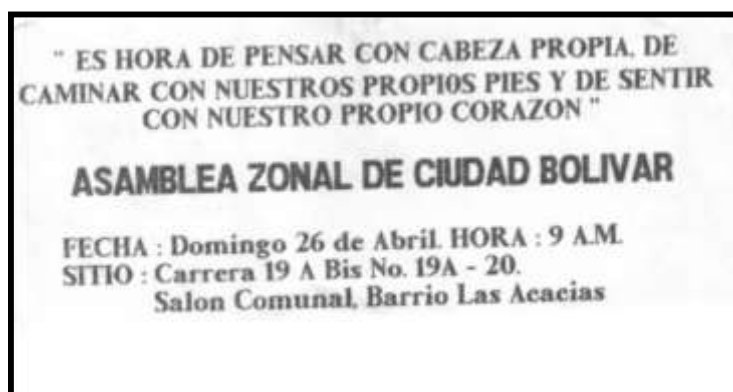 " ES HORA DE PENSAR CON CABEZA PROPIA, DE
CAMINAR CON NUESTROS PROPIOS PIES Y DE SENTIR
CON NUESTRO PROPIO CORAZON "
ASAMBLEA ZONAL DE CIUDAD BOLIVAR
FECHA : Domingo 26 de Abril. HORA : 9 A.M.
SITIO : Carrera 19 A Bis No. 19A - 20.
Salon Comunal, Barrio Las Acacias